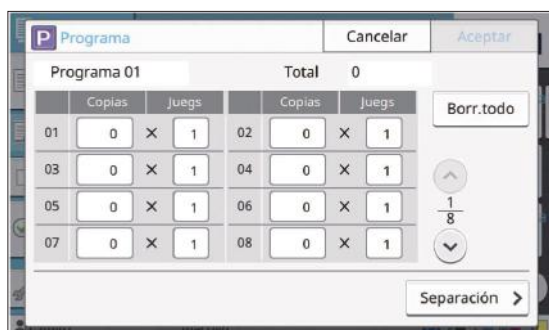 P Programa Cancelar Aceptar
Programa 01 Total 0
Copias Juegs Copias Juegs
Borr.todo
01 0 × 1 02 0 × 1
03 0 × 1 04 0 × 1
05 0 × 1 06 0 × 1
1
8
07 0 × 1 08 0 × 1
Separación >